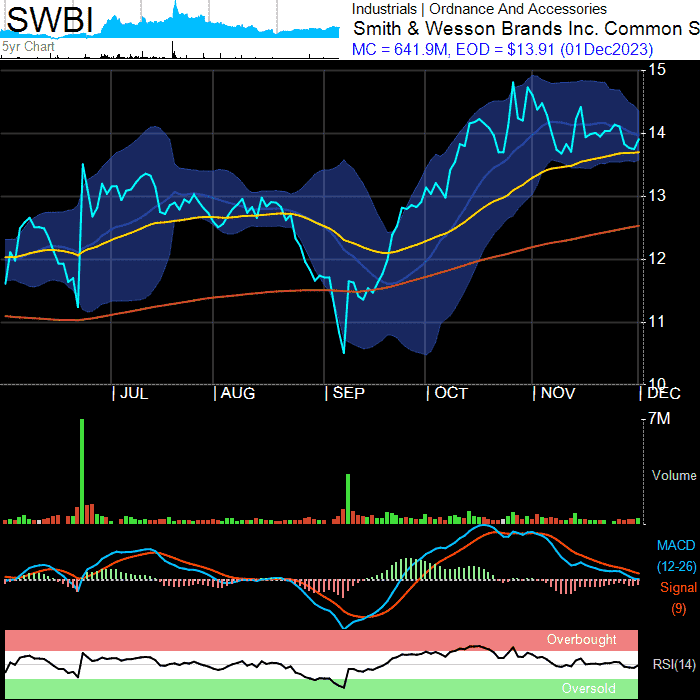 SWBI
5yr Chart
Industrials | Ordnance And Accessories
Smith & Wesson Brands Inc. Common S
MC = 641.9M, EOD = $13.91 (01Dec2023)
15
14
13
12
11
10
JUL
AUG
SEP
OCT
NOV
DEC
7M
Volume
MACD
(12-26)
Signal
(9)
Overbought
RSI(14)
Oversold